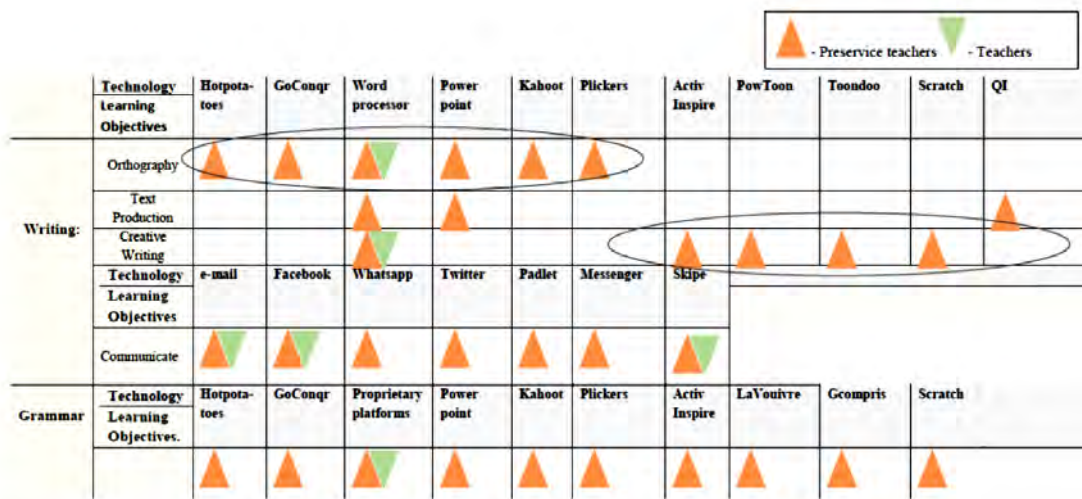 - Preservice teachers - Teachers
Technology Hotpota- GoConqr Word Power Kahoot Plickers Activ PowToon Toondoo Scratch QI
Learning toes processor point Inspire
Objectives
Orthography
Text
Production
Writing:
Creative
Writing
Technology e-mail Facebook Whatsapp Twitter Padlet Messenger Skipe
Learning
Objectives
Communicate
Technology Hotpota- GoConqr Proprietary Power Kahoot Plickers Activ LaVouivre Gcompris Scratch
Grammar Learning toes platforms point Inspire
Objectives.